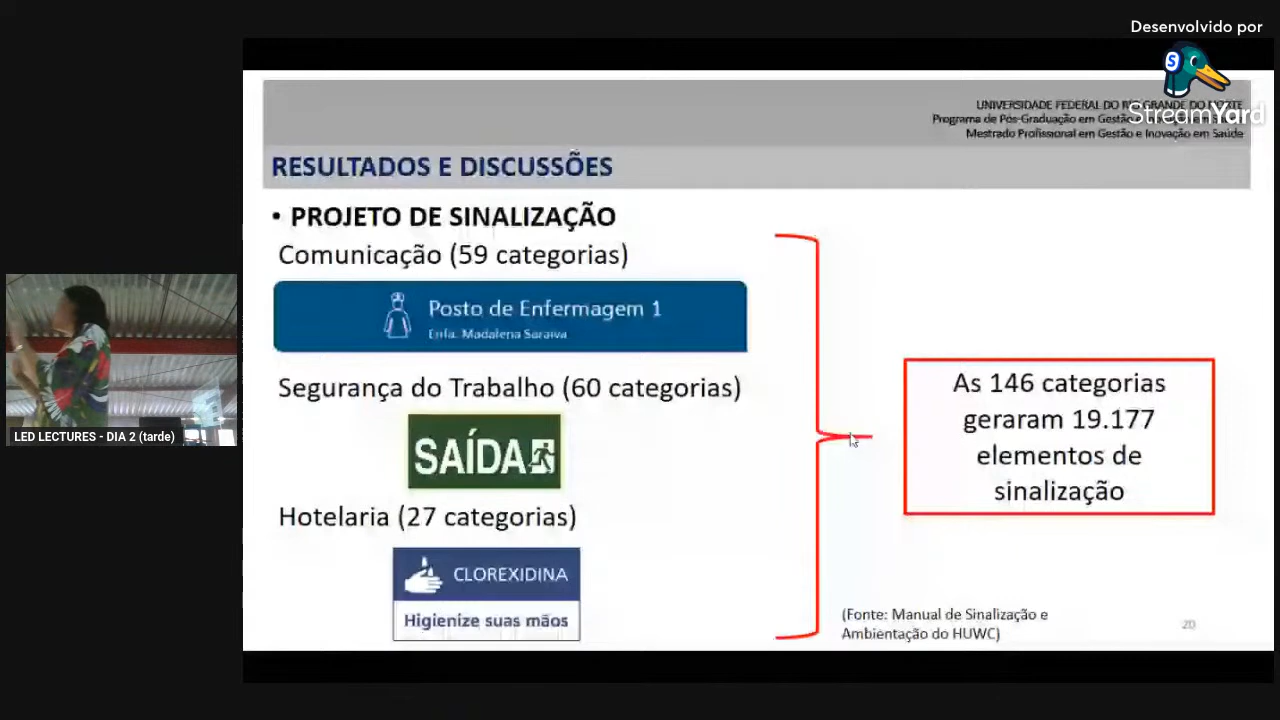 Desenvolvido por
StreamYard
UNIVERSIDADE FEDERAL DO RIO GRANDE DO NORTE
Programa de Pós-Graduação em Gestão
Mestrado Profissional em Gestão e Inovação em Saúde
RESULTADOS E DISCUSSÕES
• PROJETO DE SINALIZAÇÃO
Comunicação (59 categorias)
Posto de Enfermagem 1
Enfa. Madalena Saraiva
Segurança do Trabalho (60 categorias)
SAÍDA
Hotelaria (27 categorias)
CLOREXIDINA
Higienize suas mãos
As 146 categorias
geraram 19.177
elementos de
sinalização
(Fonte: Manual de Sinalização e
Ambientação do HUWC)
20
LED LECTURES - DIA 2 (tarde)